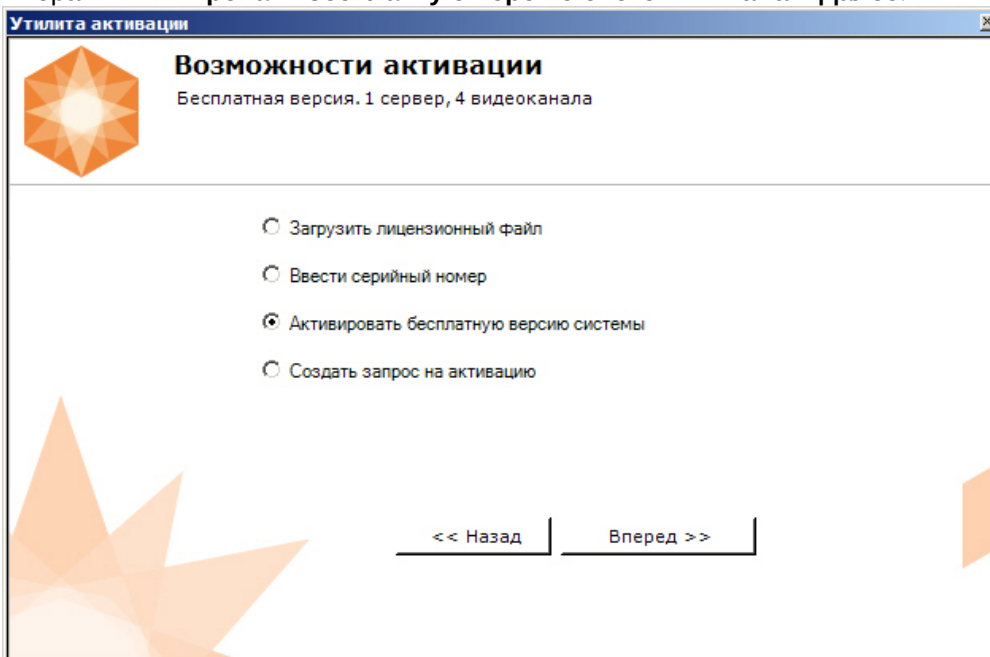 Утилита активации
Возможности активации
Бесплатная версия. 1 сервер, 4 видеоканала
Загрузить лицензионный файл
Ввести серийный номер
Активировать бесплатную версию системы
Создать запрос на активацию
<< Назад
Вперед >>